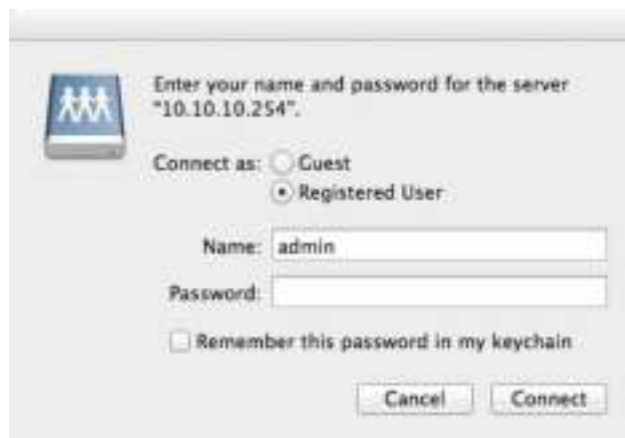 Enter your name and password for the server
"10.10.10.254".
Connect as: Guest
Registered User
Name: admin
Password:
Remember this password in my keychain
Cancel Connect